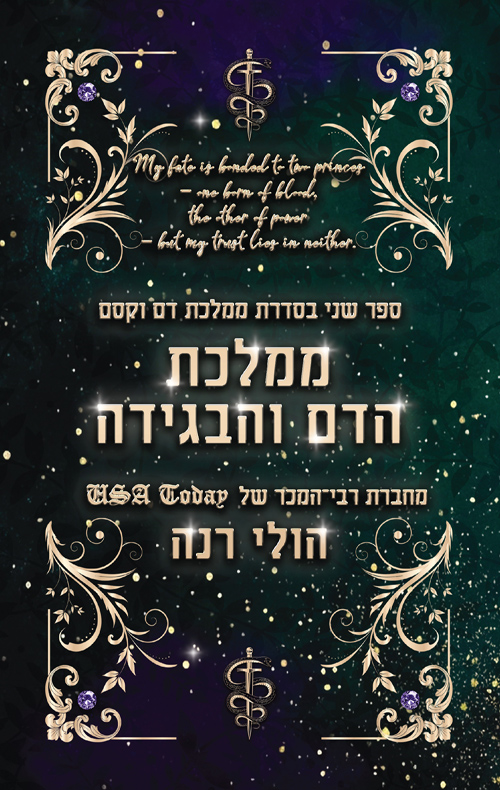 My fate is bonded to two princes
– one born of blood,
the other of power
– but my trust lies in neither.
ספר שני בסדרת ממלכת דם וקסם
ממלכת
הדם והבגידה
מחברת רבי־המכר של USA Today
הולי רנה